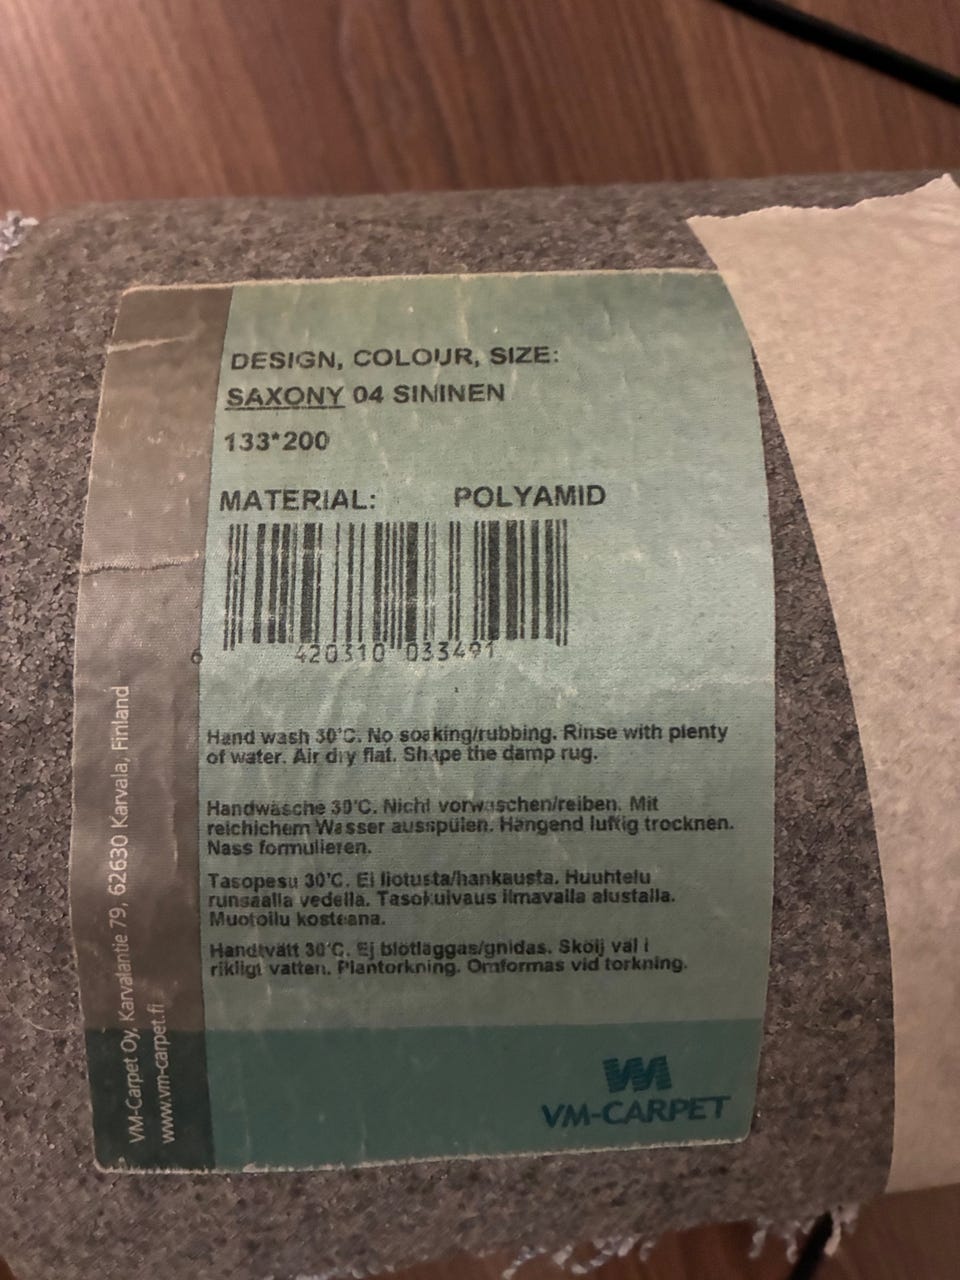 DESIGN, COLOUR, SIZE:
SAXONY 04 SININEN
133*200
MATERIAL: POLYAMID
6 420310 033491
Hand wash 30°C. No soaking/rubbing. Rinse with plenty
of water. Air dry flat. Shape the damp rug.
Handwäsche 30°C. Nicht vorwaschen/reiben. Mit
reichichem Wasser ausspülen. Hängend luftig trocknen.
Nass formulieren.
Tasopesu 30°C. Ei liotusta/hankausta. Huuhtelu
runsaalla vedella. Tasokuivaus ilmavalla alustalla.
Muotoilu kosteana.
Handtvätt 30°C. Ej blötläggas/gnidas. Skölj väl i
rikligt vatten. Plantorkning. Omformas vid torkning.
VM-CARPET
VM-Carpet Oy, Karvalantie 79, 62630 Karvala, Finland
www.vm-carpet.fi